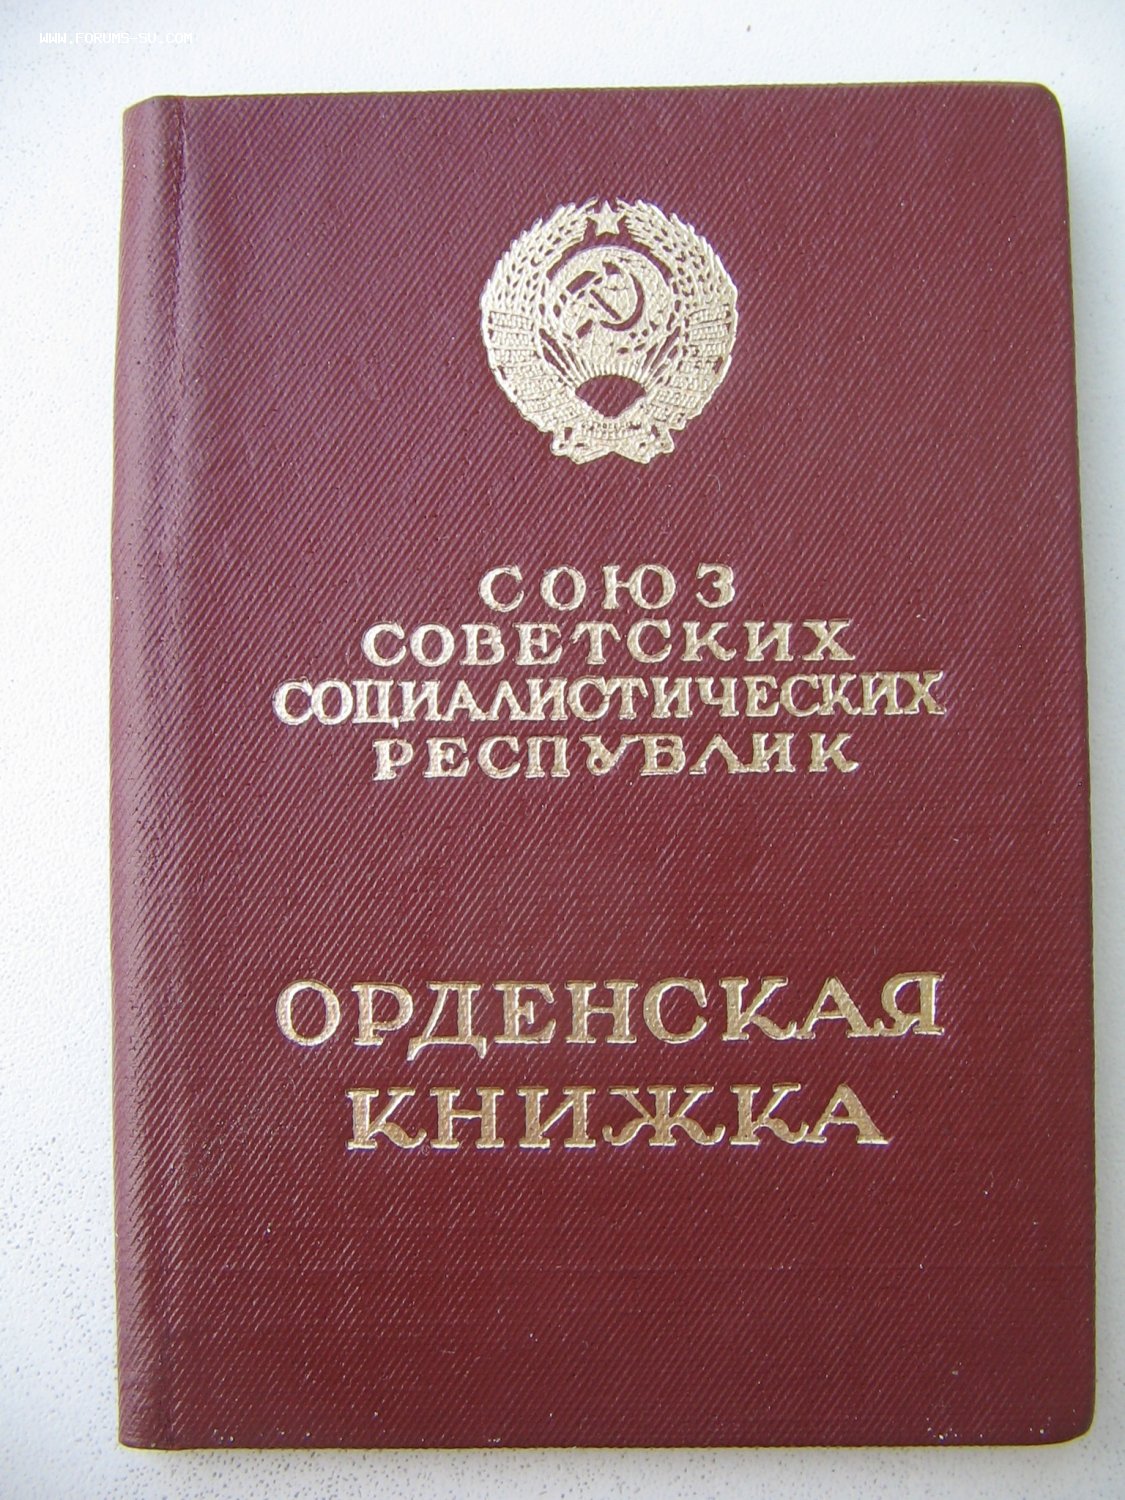 WWW.FORUMS-SU.COM
СОЮЗ
СОВЕТСКИХ
СОЦИАЛИСТИЧЕСКИХ
РЕСПУБЛИК
ОРДЕНСКАЯ
КНИЖКА